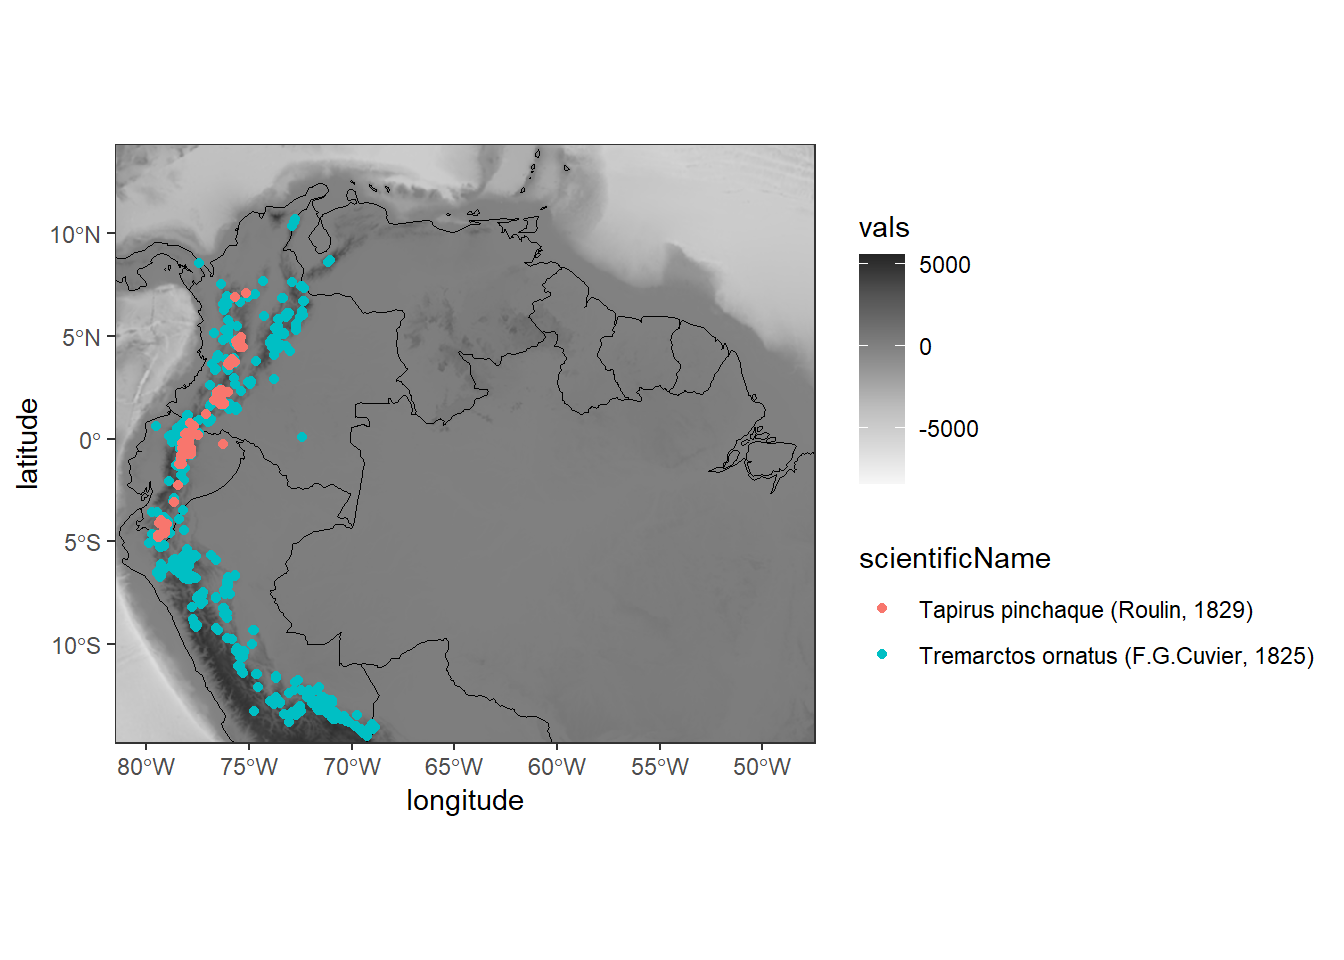 10°N
5°N
0°
5°S
10°S
latitude
80°W
75°W
70°W
65°W
60°W
55°W
50°W
longitude
vals
5000
0
-5000
scientificName
Tapirus pinchaque (Roulin, 1829)
Tremarctos ornatus (F.G.Cuvier, 1825)